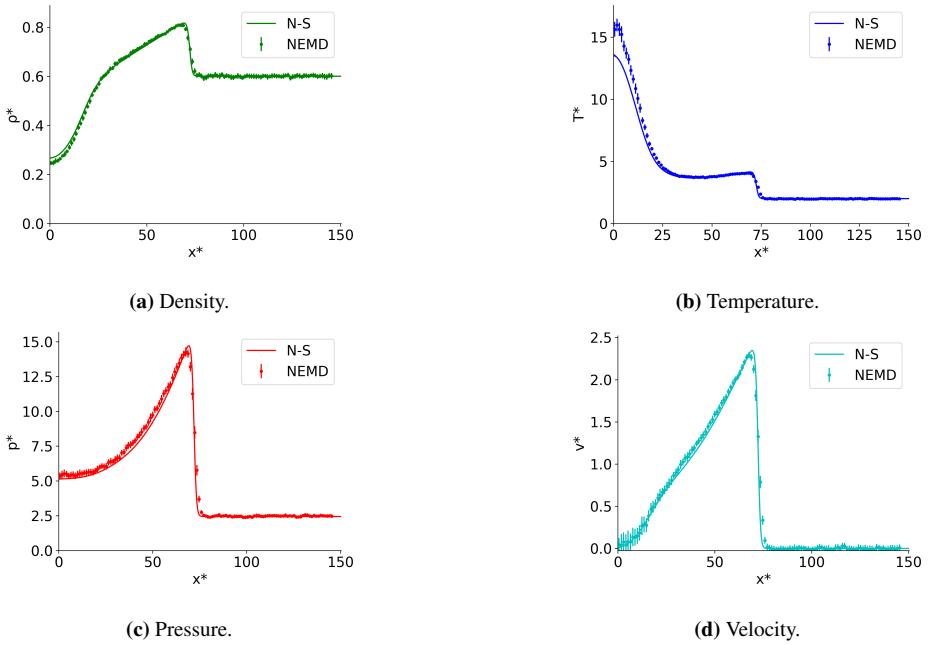 N-S
NEMD
0.8
0.6
0.4
0.2
0.0
ρ*
0 50 100 150
x*
(a) Density.
N-S
NEMD
15
10
5
0
T*
0 25 50 75 100 125 150
x*
(b) Temperature.
N-S
NEMD
15.0
12.5
10.0
7.5
5.0
2.5
0.0
p*
0 50 100 150
x*
(c) Pressure.
N-S
NEMD
2.5
2.0
1.5
1.0
0.5
0.0
v*
0 50 100 150
x*
(d) Velocity.